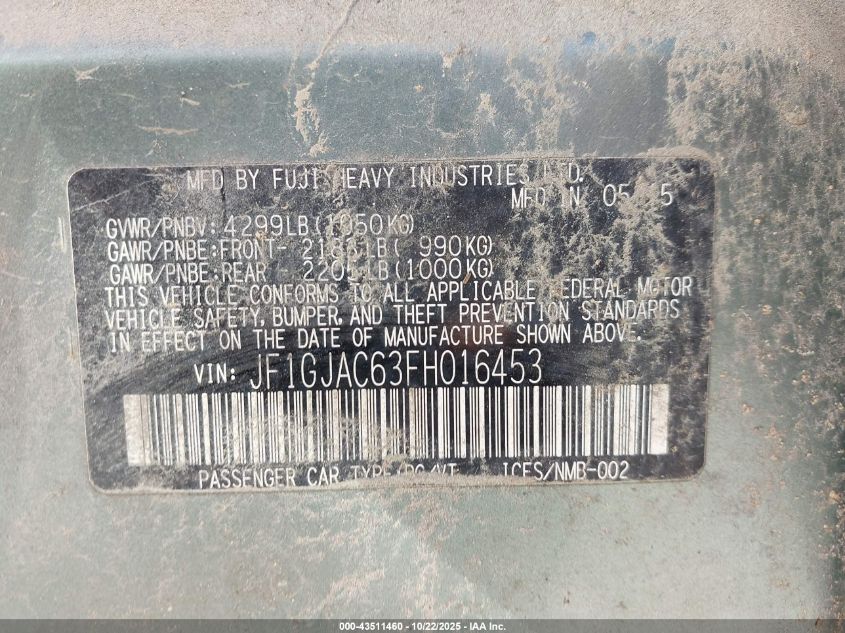 MFD BY FUJI HEAVY INDUSTRIES LTD.
MFD IN 05
GVWR/PNBV: 4299LB(1950KG)
GAWR/PNBE:FRONT- LB( 990KG)
GAWR/PNBE:REAR LB(1000KG)
THIS VEHICLE CONFORMS TO ALL APPLICABLE FEDERAL MOTOR
VEHICLE SAFETY, BUMPER, AND THEFT PREVENTION STANDARDS
IN EFFECT ON THE DATE OF MANUFACTURE SHOWN ABOVE.
VIN: JF1GJAC63FH016453
PASSENGER CAR ICES/NMB-002
000-43511460 - 10/22/2025 - IAA Inc.